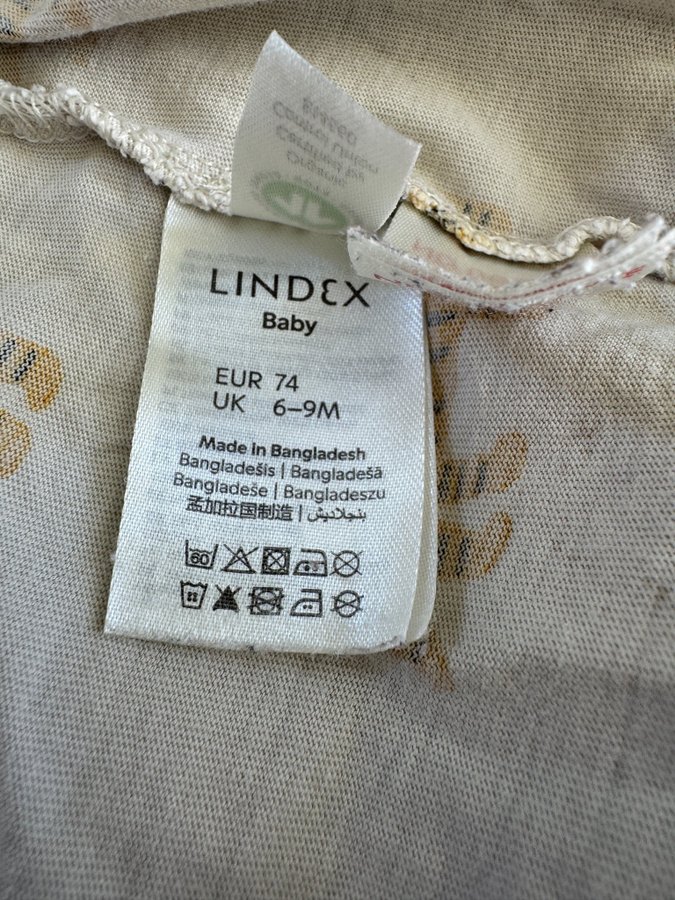 LINDEX
Baby
EUR 74
UK 6–9M
Made in Bangladesh
Bangladešis | Bangladešā
Bangladeše | Bangladeszu
孟加拉国制造 | بنجلاديش
60